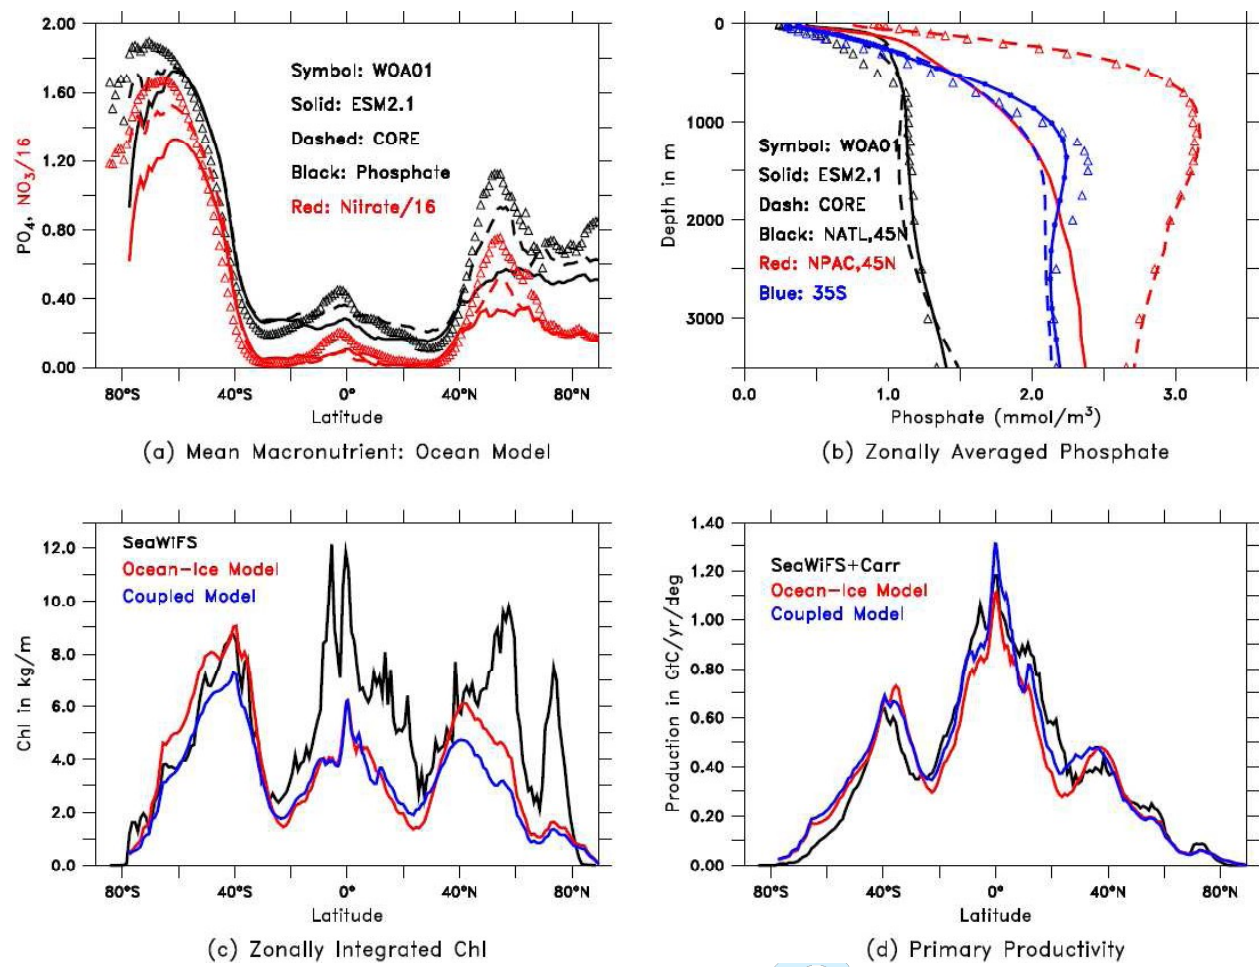 2.00
1.60
1.20
0.80
0.40
0.00
PO4, NO3/16
Symbol: WOA01
Solid: ESM2.1
Dashed: CORE
Black: Phosphate
Red: Nitrate/16
80°S 40°S 0° 40°N 80°N
Latitude
(a) Mean Macronutrient: Ocean Model
0
1000
2000
3000
Depth in m
Symbol: WOA01
Solid: ESM2.1
Dash: CORE
Black: NATL,45N
Red: NPAC,45N
Blue: 35S
0.0 1.0 2.0 3.0
Phosphate (mmol/m³)
(b) Zonally Averaged Phosphate
12.0
10.0
8.0
6.0
4.0
2.0
0.0
Chl in kg/m
SeaWiFS
Ocean-Ice Model
Coupled Model
80°S 40°S 0° 40°N 80°N
Latitude
(c) Zonally Integrated Chl
1.40
1.20
1.00
0.80
0.60
0.40
0.20
0.00
Production in GtC/yr/deg
SeaWiFS+Carr
Ocean-Ice Model
Coupled Model
80°S 40°S 0° 40°N 80°N
Latitude
(d) Primary Productivity